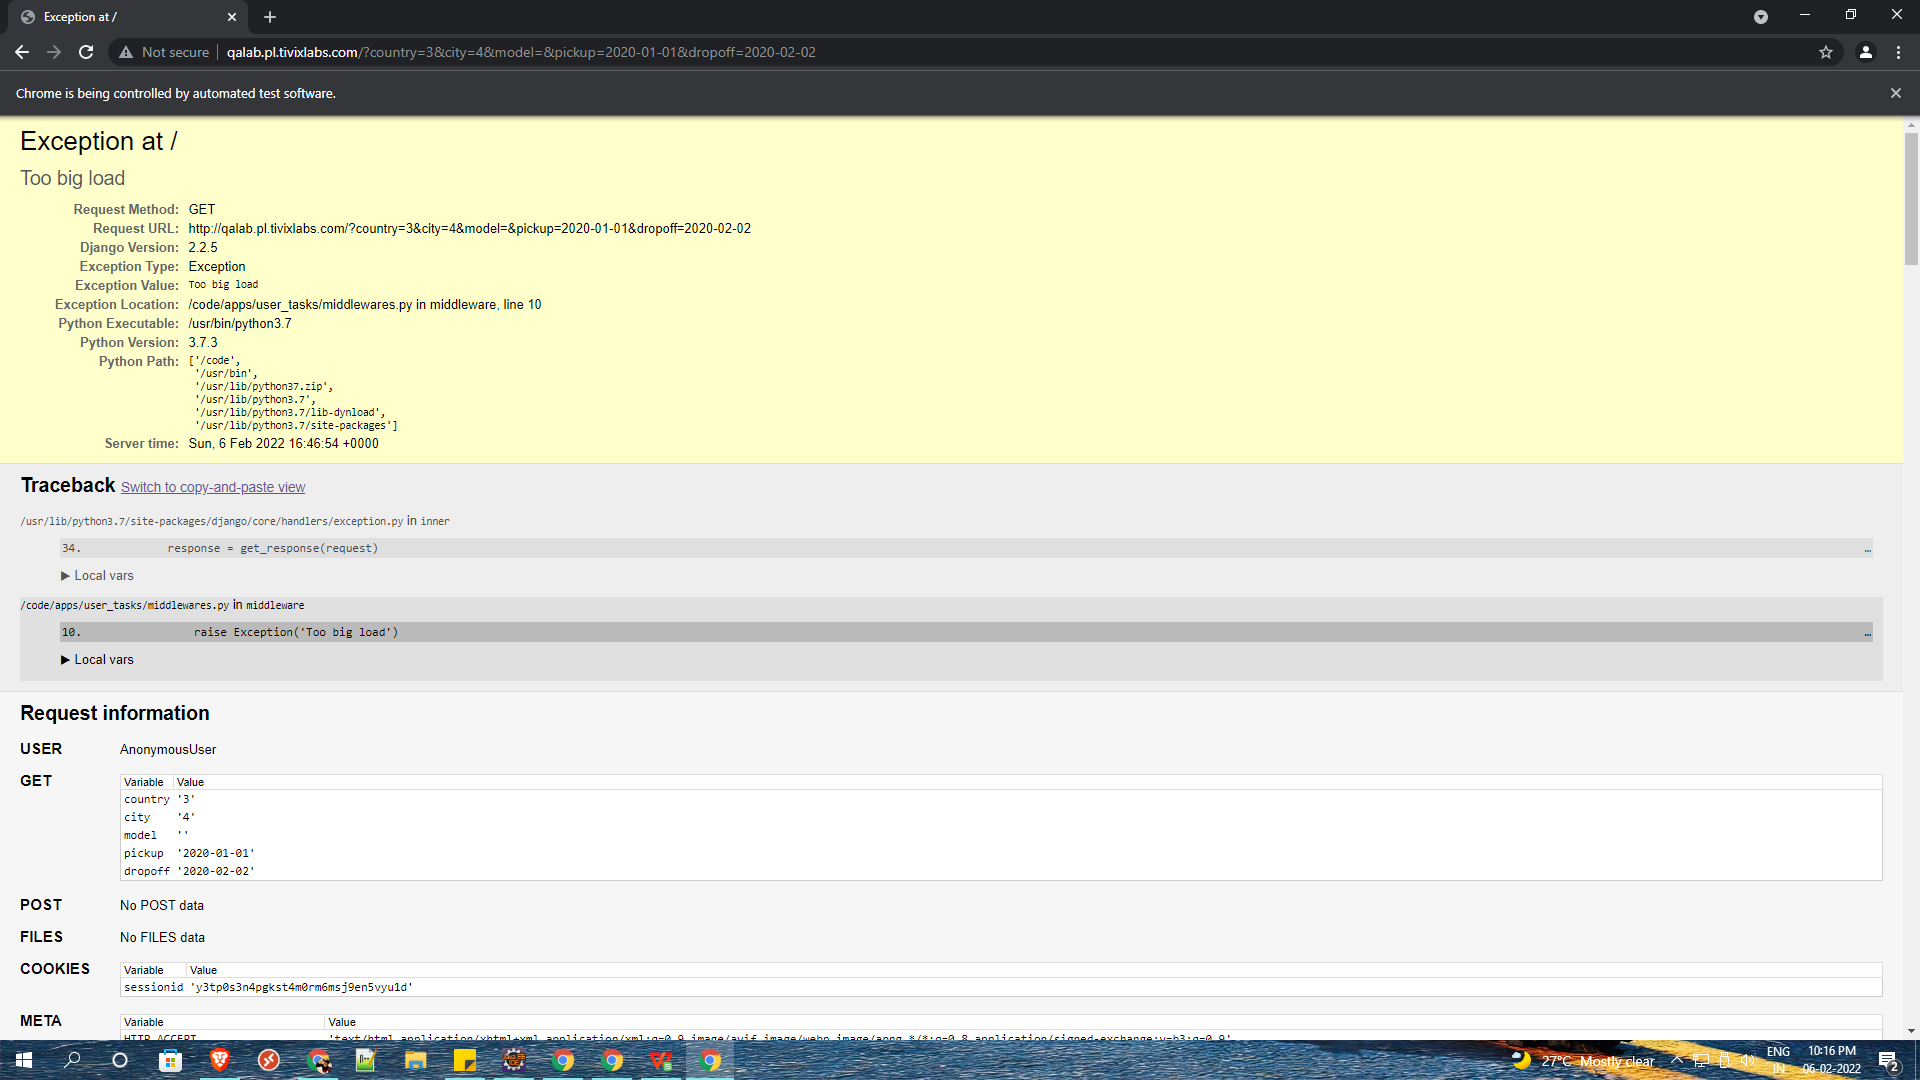 Exception at /
Not secure
qalab.pl.tivixlabs.com/?country=3&city=4&model=&pickup=2020-01-01&dropoff=2020-02-02
Chrome is being controlled by automated test software.
Exception at /
Too big load
Request Method: GET
Request URL: http://qalab.pl.tivixlabs.com/?country=3&city=4&model=&pickup=2020-01-01&dropoff=2020-02-02
Django Version: 2.2.5
Exception Type: Exception
Exception Value: Too big load
Exception Location: /code/apps/user_tasks/middlewares.py in middleware, line 10
Python Executable: /usr/bin/python3.7
Python Version: 3.7.3
Python Path: ['/code',
'/usr/bin',
'/usr/lib/python37.zip',
'/usr/lib/python3.7',
'/usr/lib/python3.7/lib-dynload',
'/usr/lib/python3.7/site-packages']
Server time: Sun, 6 Feb 2022 16:46:54 +0000
Traceback Switch to copy-and-paste view
/usr/lib/python3.7/site-packages/django/core/handlers/exception.py in inner
34. response = get_response(request) …
▶ Local vars
/code/apps/user_tasks/middlewares.py in middleware
10. raise Exception('Too big load') …
▶ Local vars
Request information
USER AnonymousUser
GET
Variable Value
country '3'
city '4'
model ''
pickup '2020-01-01'
dropoff '2020-02-02'
POST No POST data
FILES No FILES data
COOKIES
Variable Value
sessionid 'y3tp0s3n4pgkst4m0rm6msj9en5vyu1d'
META
Variable Value
HTTP_ACCEPT 'text/html,application/xhtml+xml,application/xml;q=0.9,image/avif,image/webp,image/apng,*/*;q=0.8,application/signed-exchange;v=b3;q=0.9'
27°C Mostly clear
ENG
IN
10:16 PM
06-02-2022
2